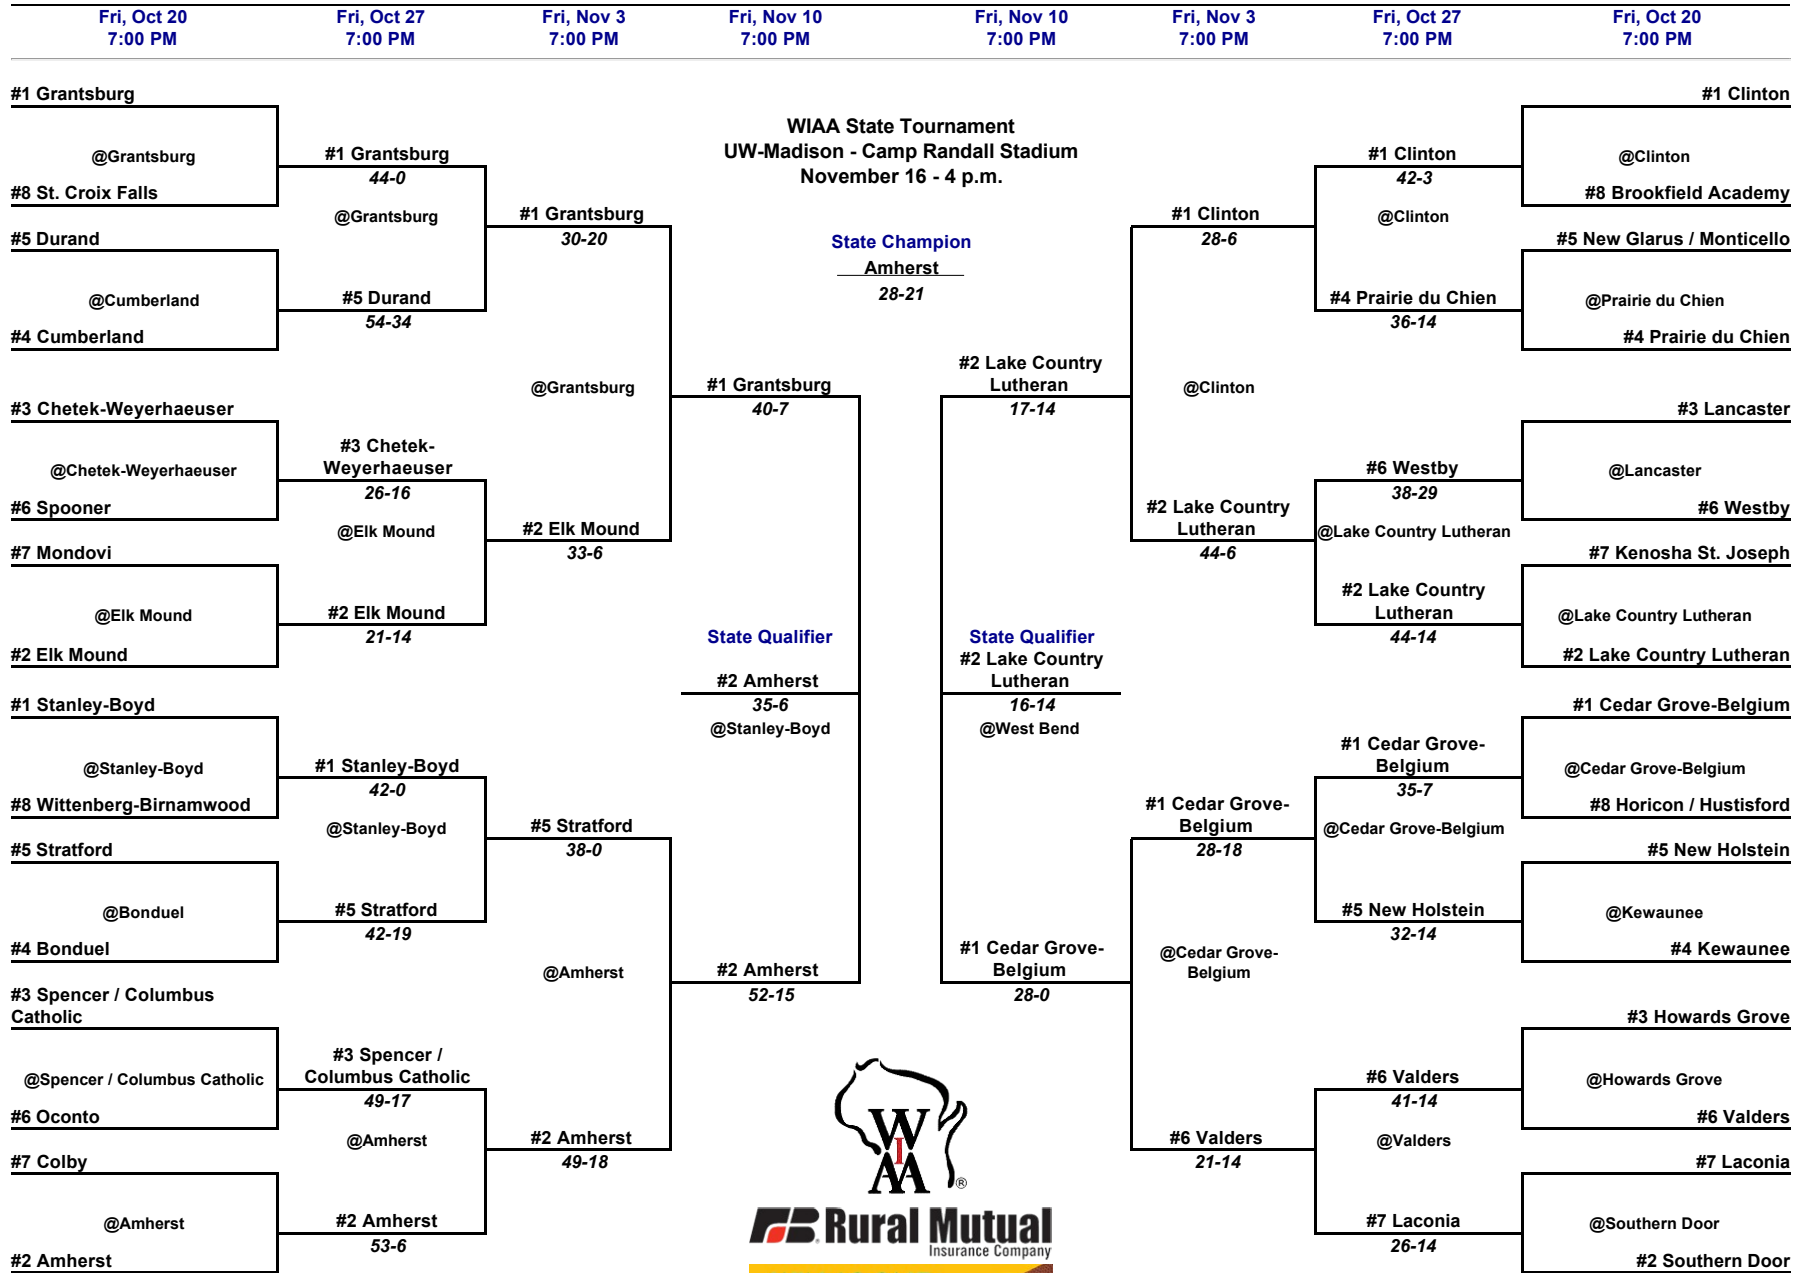 Fri, Oct 20
7:00 PM
Fri, Oct 27
7:00 PM
Fri, Nov 3
7:00 PM
Fri, Nov 10
7:00 PM
Fri, Nov 10
7:00 PM
Fri, Nov 3
7:00 PM
Fri, Oct 27
7:00 PM
Fri, Oct 20
7:00 PM
#1 Grantsburg
@Grantsburg
#8 St. Croix Falls
#5 Durand
@Cumberland
#4 Cumberland
#3 Chetek-Weyerhaeuser
@Chetek-Weyerhaeuser
#6 Spooner
#7 Mondovi
@Elk Mound
#2 Elk Mound
#1 Stanley-Boyd
@Stanley-Boyd
#8 Wittenberg-Birnamwood
#5 Stratford
@Bonduel
#4 Bonduel
#3 Spencer / Columbus
Catholic
@Spencer / Columbus Catholic
#6 Oconto
#7 Colby
@Amherst
#2 Amherst
#1 Grantsburg
44-0
@Grantsburg
#5 Durand
54-34
#3 Chetek-
Weyerhaeuser
26-16
@Elk Mound
#2 Elk Mound
21-14
#1 Stanley-Boyd
42-0
@Stanley-Boyd
#5 Stratford
42-19
#3 Spencer /
Columbus Catholic
49-17
@Amherst
#2 Amherst
53-6
#1 Grantsburg
30-20
@Grantsburg
#2 Elk Mound
33-6
#5 Stratford
38-0
@Amherst
#2 Amherst
49-18
#1 Grantsburg
40-7
State Qualifier
#2 Amherst
35-6
@Stanley-Boyd
#2 Amherst
52-15
WIAA State Tournament
UW-Madison - Camp Randall Stadium
November 16 - 4 p.m.
State Champion
Amherst
28-21
#2 Lake Country
Lutheran
17-14
State Qualifier
#2 Lake Country
Lutheran
16-14
@West Bend
#1 Cedar Grove-
Belgium
28-0
#1 Clinton
28-6
@Clinton
#2 Lake Country
Lutheran
44-6
#1 Cedar Grove-
Belgium
28-18
@Cedar Grove-
Belgium
#6 Valders
21-14
#1 Clinton
42-3
@Clinton
#4 Prairie du Chien
36-14
#6 Westby
38-29
@Lake Country Lutheran
#2 Lake Country
Lutheran
44-14
#1 Cedar Grove-
Belgium
35-7
@Cedar Grove-Belgium
#5 New Holstein
32-14
#6 Valders
41-14
@Valders
#7 Laconia
26-14
#1 Clinton
@Clinton
#8 Brookfield Academy
#5 New Glarus / Monticello
@Prairie du Chien
#4 Prairie du Chien
#3 Lancaster
@Lancaster
#6 Westby
#7 Kenosha St. Joseph
@Lake Country Lutheran
#2 Lake Country Lutheran
#1 Cedar Grove-Belgium
@Cedar Grove-Belgium
#8 Horicon / Hustisford
#5 New Holstein
@Kewaunee
#4 Kewaunee
#3 Howards Grove
@Howards Grove
#6 Valders
#7 Laconia
@Southern Door
#2 Southern Door
W
I
AA
®
FB Rural Mutual
Insurance Company